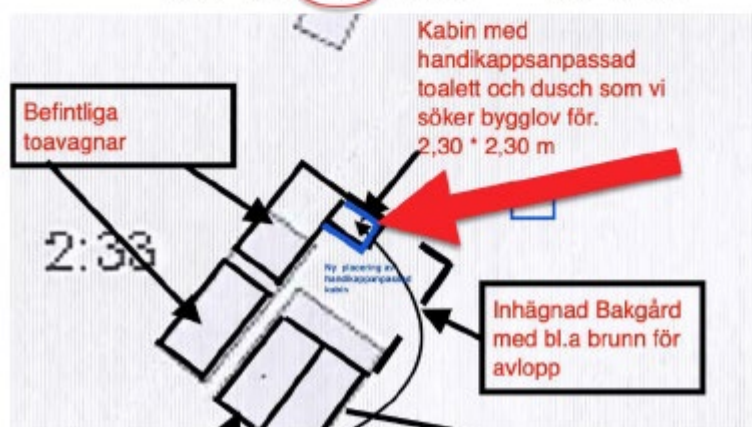 Kabin med
handikappsanpassad
toalett och dusch som vi
söker bygglov för.
2,30 * 2,30 m
Befintliga
toavagnar
2:33
Ny placering av
handikappanpassad
kabin
Inhägnad Bakgård
med bl.a brunn för
avlopp